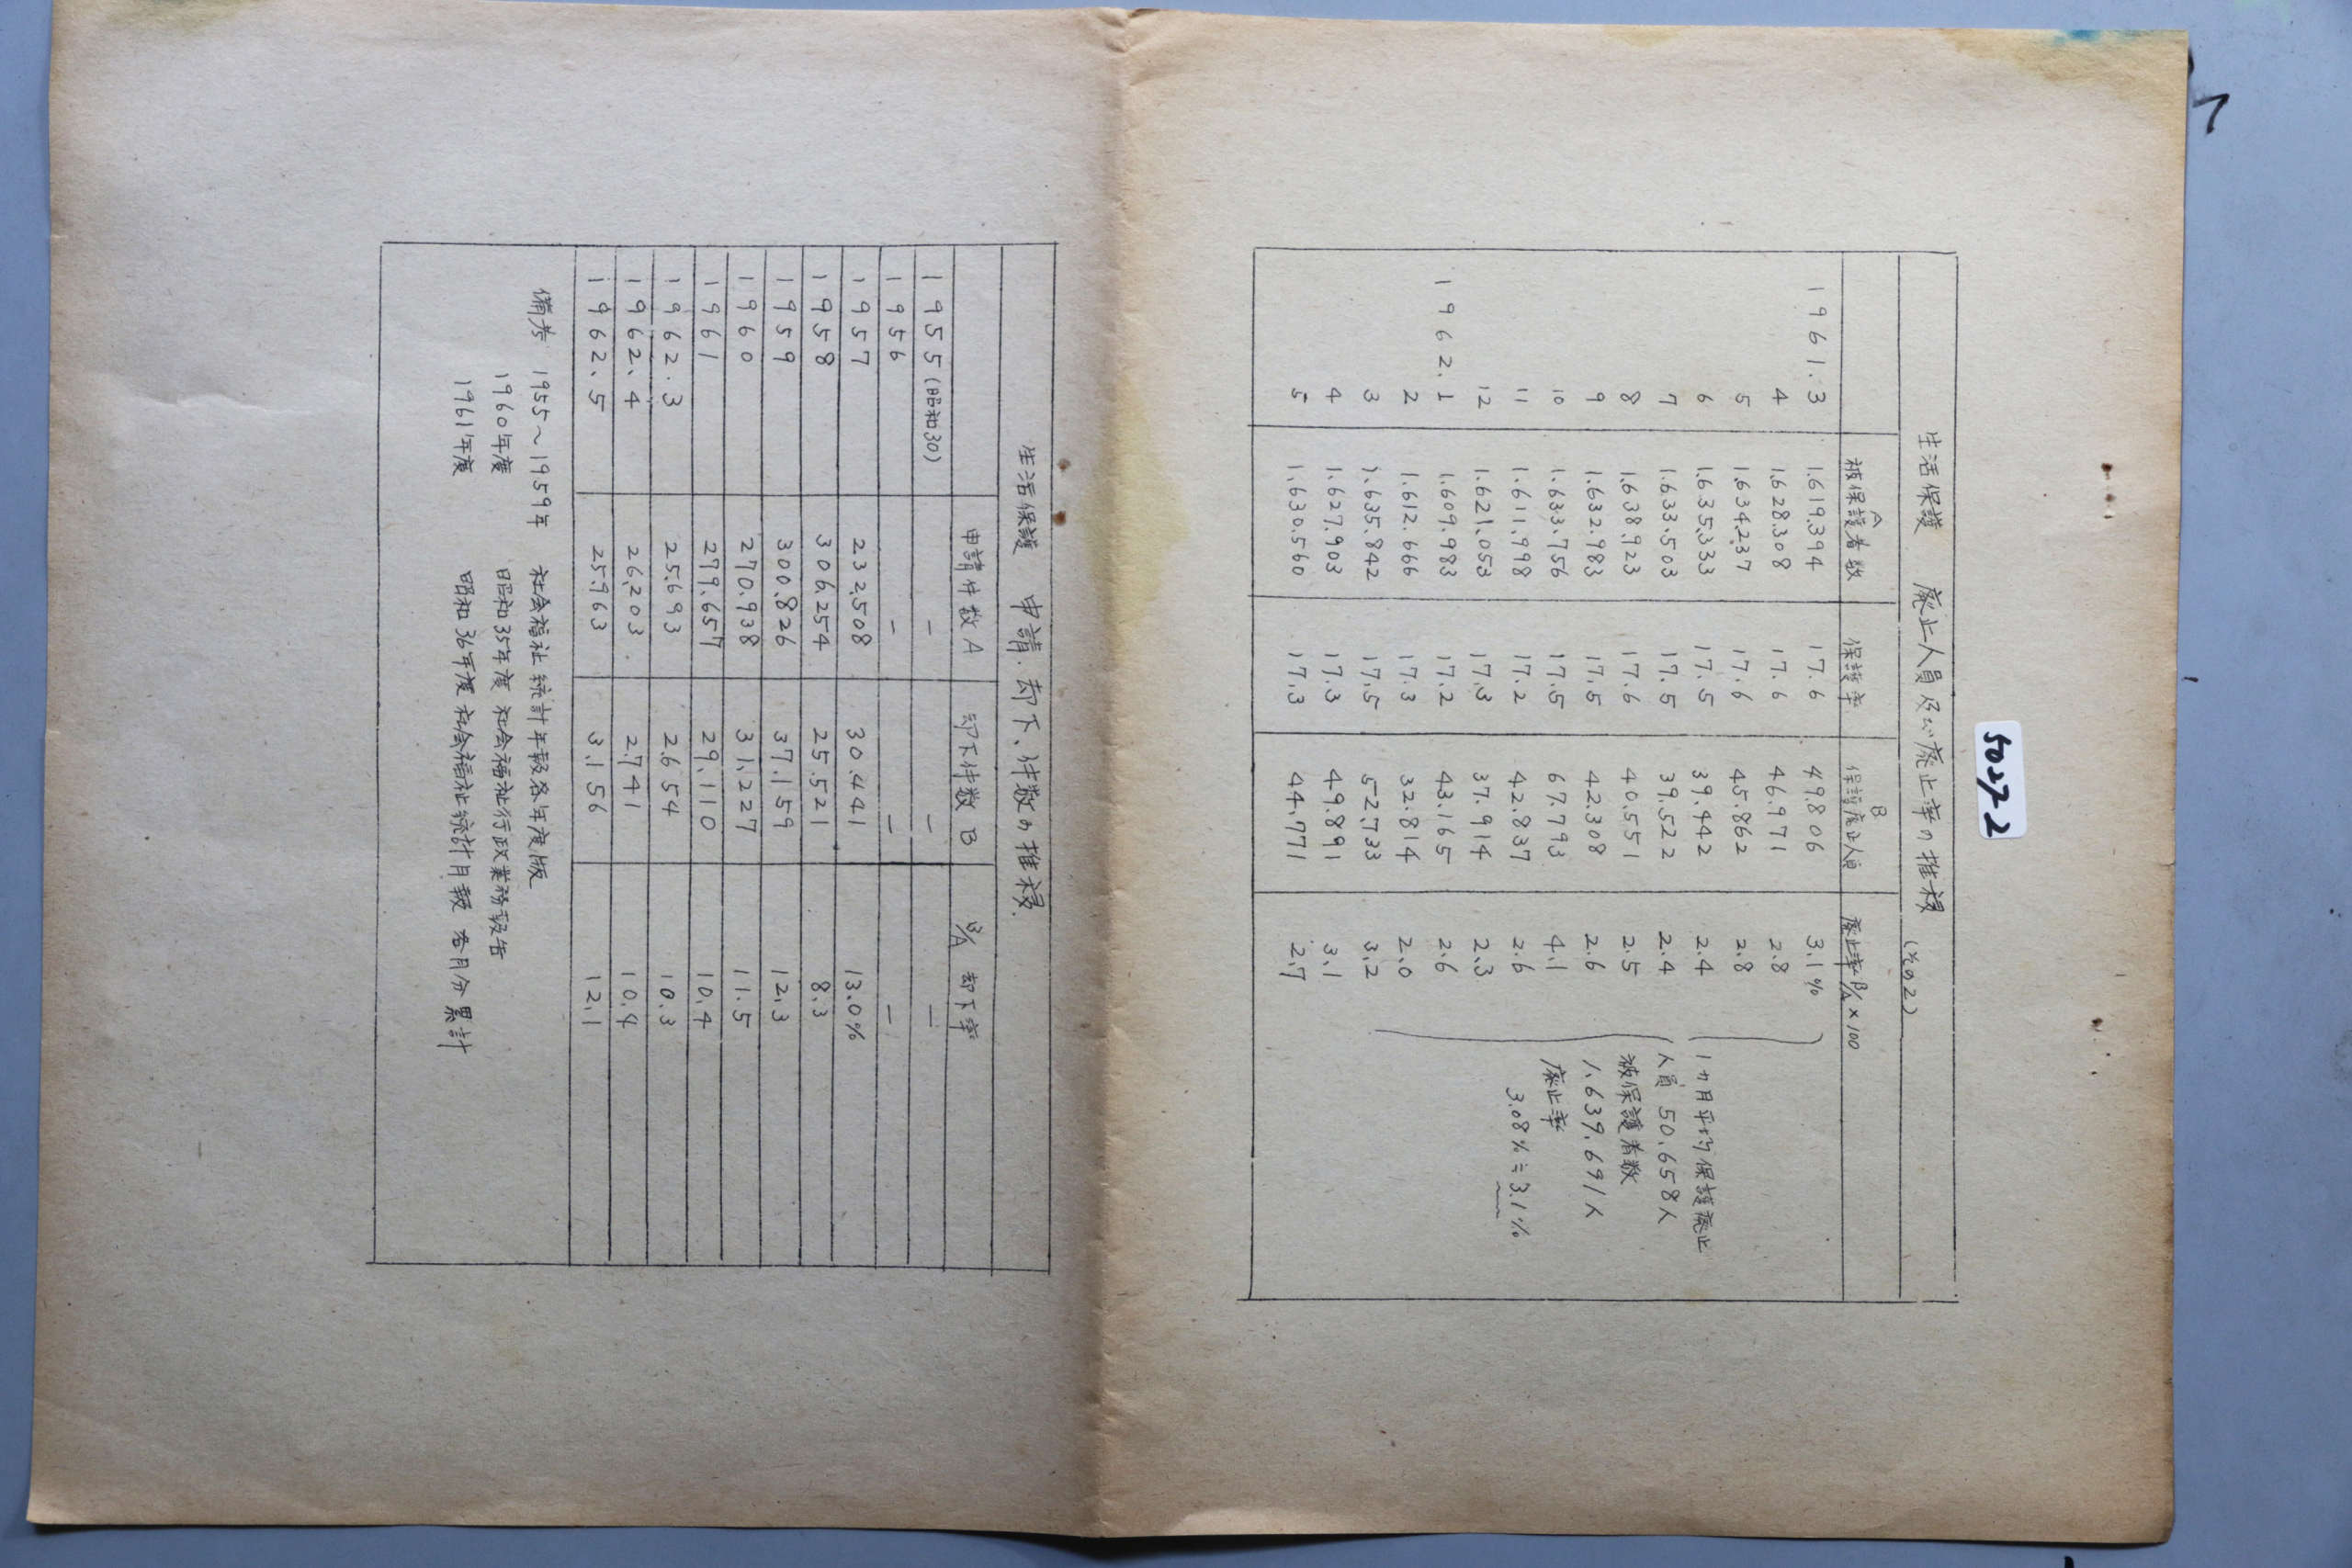 5027-2
生活保護 廃止人員及び廃止率の推移 (その2)
A 被保護者数 保護率 B 保護廃止人員 廃止率B/A×100
1961.3 1.619.394 17.6 49.806 3.1%
4 1.628.308 17.6 46.971 2.8
5 1.634.237 17.6 45.862 2.8
6 1.635.333 17.5 39.442 2.4
7 1.633.503 17.5 39.522 2.4
8 1.638.923 17.6 40.551 2.5
9 1.632.983 17.5 42.308 2.6
10 1.633.756 17.5 67.793 4.1
11 1.611.998 17.2 42.837 2.6
12 1.621.053 17.3 37.914 2.3
1962.1 1.609.983 17.2 43.165 2.6
2 1.612.666 17.3 32.814 2.0
3 1.635.842 17.5 52.733 3.2
4 1.627.903 17.3 49.891 3.1
5 1.630.560 17.3 44.771 2.7
1カ月平均保護廃止
人員 50.658人
被保護者数
1.639.691人
廃止率
3.08%≒3.1%
生活保護 申請、却下、件数の推移
申請件数A 却下件数 B B/A 却下率
1955(昭和30) − − −
1956 − − −
1957 232.508 30.441 13.0%
1958 306.254 25.521 8.3
1959 300.826 37.159 12.3
1960 270.938 31.227 11.5
1961 279.657 29.110 10.4
1962.3 25.693 2.654 10.3
1962.4 26.203 2.741 10.4
1962.5 25.963 3.156 12.1
備考 1955〜1959年 社会福祉統計年報各年度版
1960年度 昭和35年度社会福祉行政業務報告
1961年度 昭和36年度社会福祉統計月報 各月分累計